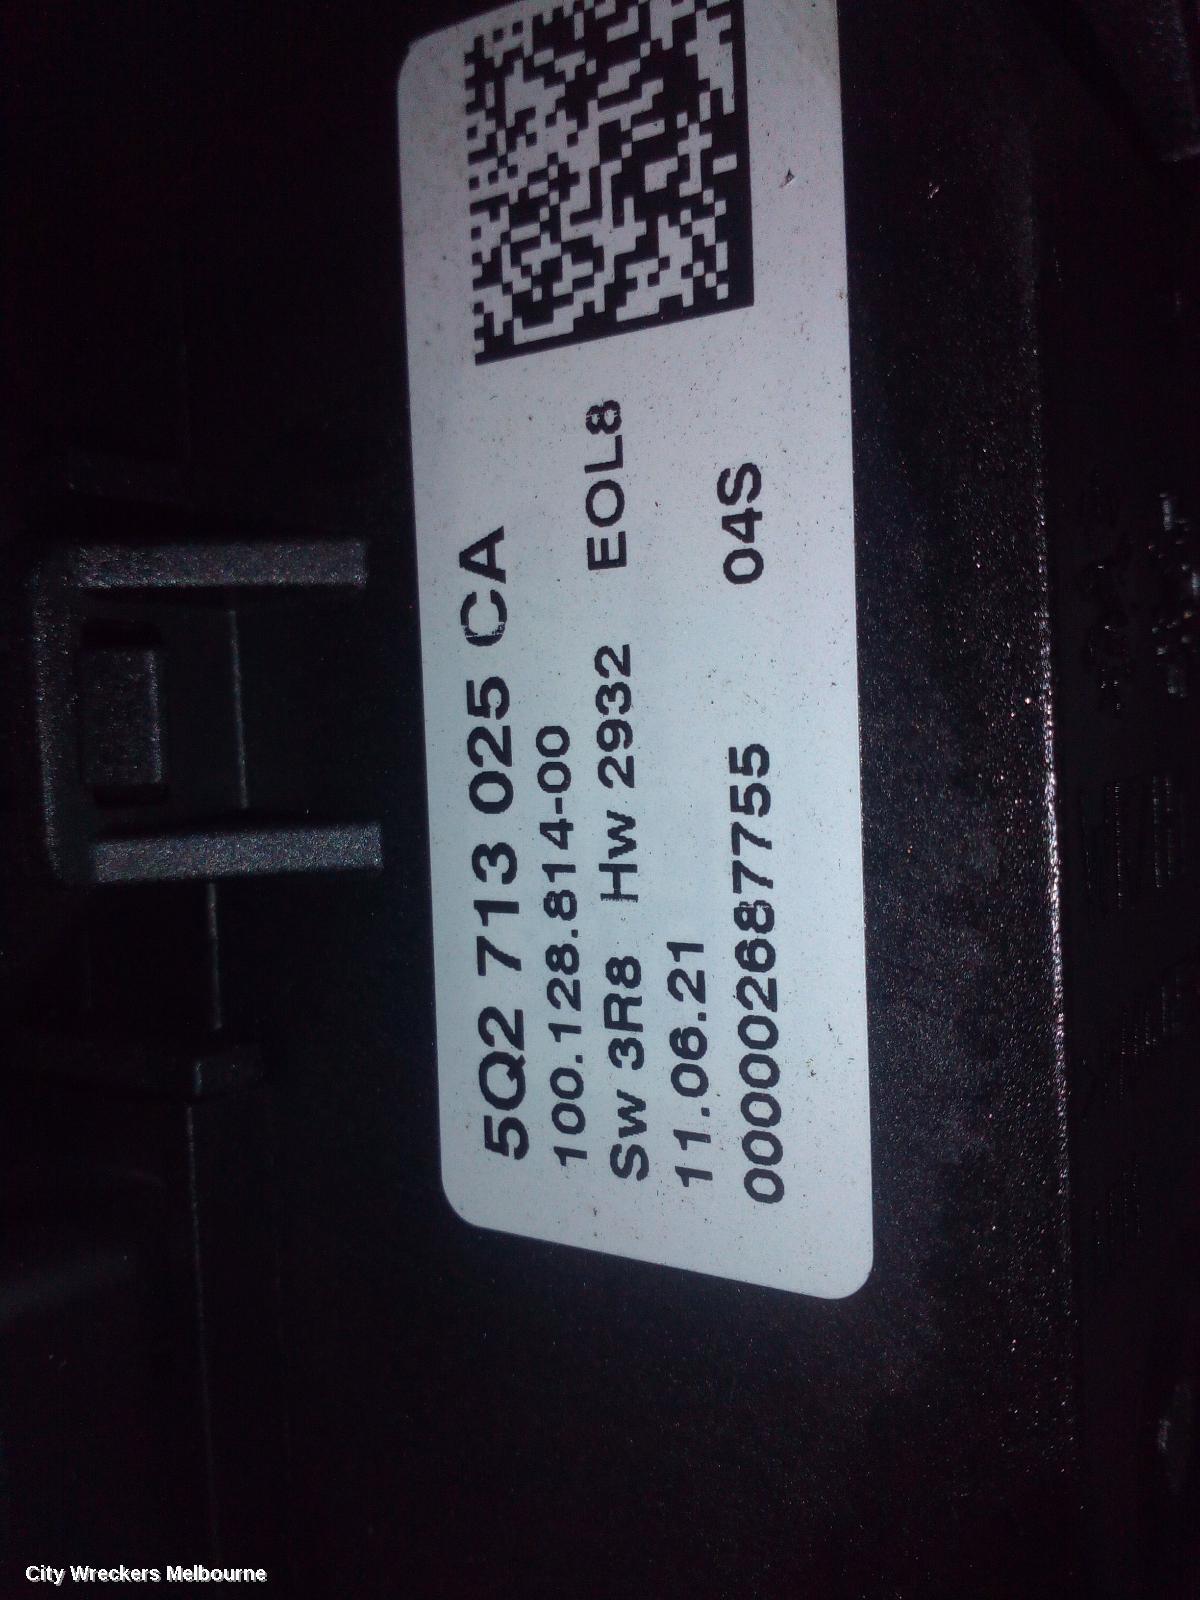 5Q2 713 025 CA
100.128.814-00
Sw 3R8 Hw 2932 EOL8
11.06.21
00002687755 04S
City Wreckers Melbourne